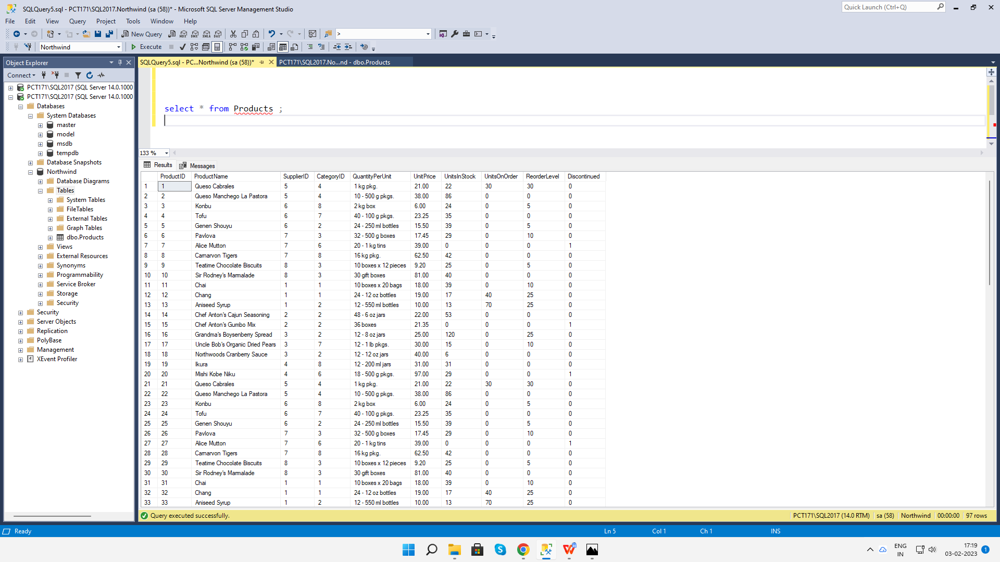 SQLQuery5.sql - PCT171\SQL2017.Northwind (sa (58))* - Microsoft SQL Server Management Studio
Quick Launch (Ctrl+Q)
File Edit View Query Project Tools Window Help
New Query MDX DMX XMLA DAX >
Northwind Execute
Object Explorer
Connect
PCT171\SQL2017 (SQL Server 14.0.1000
PCT171\SQL2017 (SQL Server 14.0.1000
Databases
System Databases
master
model
msdb
tempdb
Database Snapshots
Northwind
Database Diagrams
Tables
System Tables
FileTables
External Tables
Graph Tables
dbo.Products
Views
External Resources
Synonyms
Programmability
Service Broker
Storage
Security
Security
Server Objects
Replication
PolyBase
Management
XEvent Profiler
SQLQuery5.sql - PC...Northwind (sa (58))* PCT171\SQL2017.No...nd - dbo.Products
select * from Products ;
133 %
Results Messages
ProductID ProductName SupplierID CategoryID QuantityPerUnit UnitPrice UnitsInStock UnitsOnOrder ReorderLevel Discontinued
1 1 Queso Cabrales 5 4 1 kg pkg. 21.00 22 30 30 0
2 2 Queso Manchego La Pastora 5 4 10 - 500 g pkgs. 38.00 86 0 0 0
3 3 Konbu 6 8 2 kg box 6.00 24 0 5 0
4 4 Tofu 6 7 40 - 100 g pkgs. 23.25 35 0 0 0
5 5 Genen Shouyu 6 2 24 - 250 ml bottles 15.50 39 0 5 0
6 6 Pavlova 7 3 32 - 500 g boxes 17.45 29 0 10 0
7 7 Alice Mutton 7 6 20 - 1 kg tins 39.00 0 0 0 1
8 8 Carnarvon Tigers 7 8 16 kg pkg. 62.50 42 0 0 0
9 9 Teatime Chocolate Biscuits 8 3 10 boxes x 12 pieces 9.20 25 0 5 0
10 10 Sir Rodney's Marmalade 8 3 30 gift boxes 81.00 40 0 0 0
11 11 Chai 1 1 10 boxes x 20 bags 18.00 39 0 10 0
12 12 Chang 1 1 24 - 12 oz bottles 19.00 17 40 25 0
13 13 Aniseed Syrup 1 2 12 - 550 ml bottles 10.00 13 70 25 0
14 14 Chef Anton's Cajun Seasoning 2 2 48 - 6 oz jars 22.00 53 0 0 0
15 15 Chef Anton's Gumbo Mix 2 2 36 boxes 21.35 0 0 0 1
16 16 Grandma's Boysenberry Spread 3 2 12 - 8 oz jars 25.00 120 0 25 0
17 17 Uncle Bob's Organic Dried Pears 3 7 12 - 1 lb pkgs. 30.00 15 0 10 0
18 18 Northwoods Cranberry Sauce 3 2 12 - 12 oz jars 40.00 6 0 0 0
19 19 Ikura 4 8 12 - 200 ml jars 31.00 31 0 0 0
20 20 Mishi Kobe Niku 4 6 18 - 500 g pkgs. 97.00 29 0 0 1
21 21 Queso Cabrales 5 4 1 kg pkg. 21.00 22 30 30 0
22 22 Queso Manchego La Pastora 5 4 10 - 500 g pkgs. 38.00 86 0 0 0
23 23 Konbu 6 8 2 kg box 6.00 24 0 5 0
24 24 Tofu 6 7 40 - 100 g pkgs. 23.25 35 0 0 0
25 25 Genen Shouyu 6 2 24 - 250 ml bottles 15.50 39 0 5 0
26 26 Pavlova 7 3 32 - 500 g boxes 17.45 29 0 10 0
27 27 Alice Mutton 7 6 20 - 1 kg tins 39.00 0 0 0 1
28 28 Carnarvon Tigers 7 8 16 kg pkg. 62.50 42 0 0 0
29 29 Teatime Chocolate Biscuits 8 3 10 boxes x 12 pieces 9.20 25 0 5 0
30 30 Sir Rodney's Marmalade 8 3 30 gift boxes 81.00 40 0 0 0
31 31 Chai 1 1 10 boxes x 20 bags 18.00 39 0 10 0
32 32 Chang 1 1 24 - 12 oz bottles 19.00 17 40 25 0
33 33 Aniseed Syrup 1 2 12 - 550 ml bottles 10.00 13 70 25 0
Query executed successfully. PCT171\SQL2017 (14.0 RTM) sa (58) Northwind 00:00:00 97 rows
Ready Ln 5 Col 1 Ch 1 INS
ENG
IN
17:19
03-02-2023
1